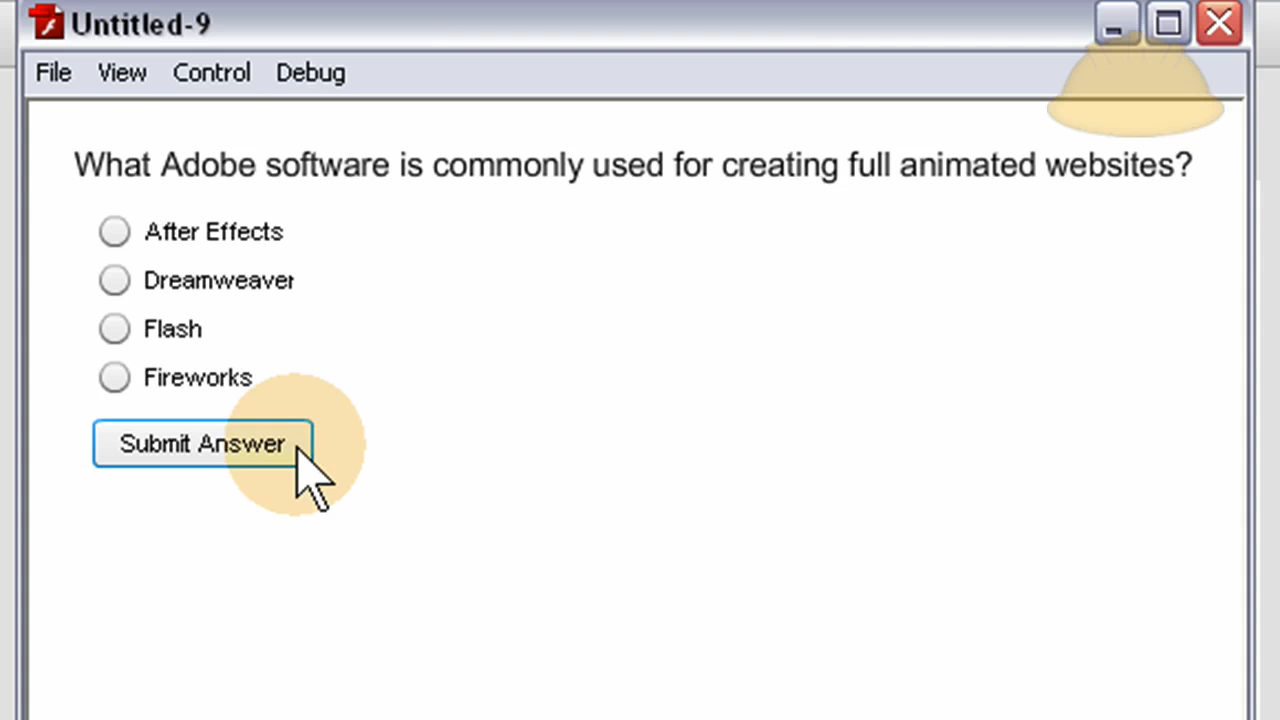 Untitled-9
File View Control Debug
What Adobe software is commonly used for creating full animated websites?
After Effects
Dreamweaver
Flash
Fireworks
Submit Answer